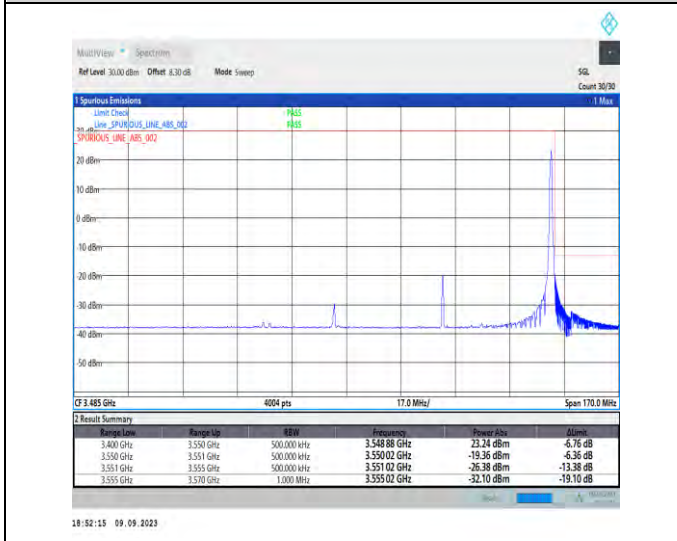 MultiView Spectrum
Ref Level 30.00 dBm Offset 8.30 dB Mode Sweep SGL
Count 30/30
1 Spurious Emissions 1 Max
Limit Check PASS
Line _SPURIOUS_LINE_ABS_002 PASS
_SPURIOUS_LINE_ABS_002
20 dBm
10 dBm
0 dBm
-10 dBm
-20 dBm
-30 dBm
-40 dBm
-50 dBm
CF 3.485 GHz 4004 pts 17.0 MHz/ Span 170.0 MHz
2 Result Summary
Range Low Range Up RBW Frequency Power Abs ΔLimit
3.400 GHz 3.550 GHz 500.000 kHz 3.548 88 GHz 23.24 dBm -6.76 dB
3.550 GHz 3.551 GHz 500.000 kHz 3.550 02 GHz -19.36 dBm -6.36 dB
3.551 GHz 3.555 GHz 500.000 kHz 3.551 02 GHz -26.38 dBm -13.38 dB
3.555 GHz 3.570 GHz 1.000 MHz 3.555 02 GHz -32.10 dBm -19.10 dB
18:52:15 09.09.2023